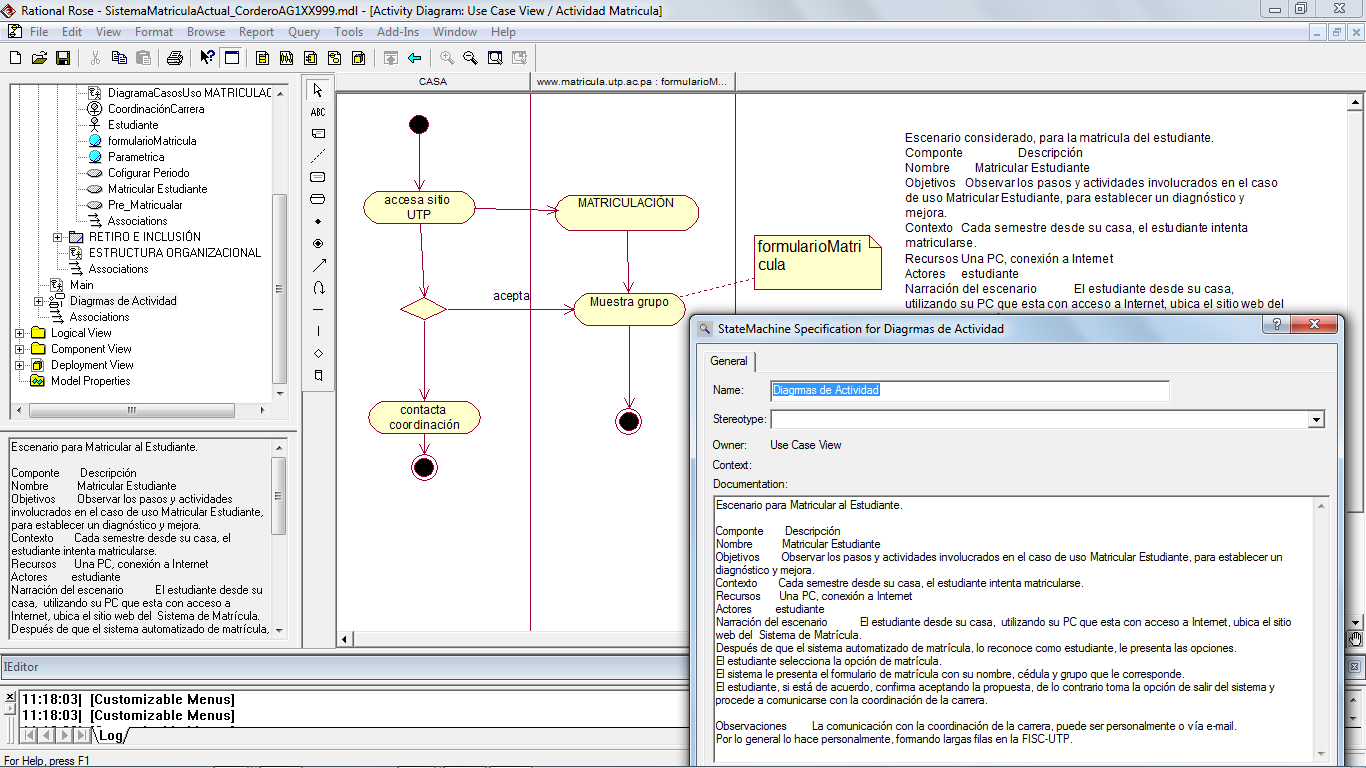 Rational Rose - SistemaMatriculaActual_CorderoAG1XX999.mdl - [Activity Diagram: Use Case View / Actividad Matricula]
File Edit View Format Browse Report Query Tools Add-Ins Window Help
DiagramaCasosUso MATRICULAC
CoordinaciónCarrera
Estudiante
formularioMatricula
Parametrica
Cofigurar Periodo
Matricular Estudiante
Pre_Matricualar
Associations
RETIRO E INCLUSIÓN
ESTRUCTURA ORGANIZACIONAL
Associations
Main
Diagrmas de Actividad
Associations
Logical View
Component View
Deployment View
Model Properties
Escenario para Matricular al Estudiante.
Componte Descripción
Nombre Matricular Estudiante
Objetivos Observar los pasos y actividades
involucrados en el caso de uso Matricular Estudiante,
para establecer un diagnóstico y mejora.
Contexto Cada semestre desde su casa, el
estudiante intenta matricularse.
Recursos Una PC, conexión a Internet
Actores estudiante
Narración del escenario El estudiante desde su
casa, utilizando su PC que esta con acceso a
Internet, ubica el sitio web del Sistema de Matrícula.
Después de que el sistema automatizado de matrícula,
ABC
CASA
www.matricula.utp.ac.pa : formularioM...
accesa sitio
UTP
MATRICULACIÓN
formularioMatri
cula
acepta
Muestra grupo
contacta
coordinación
Escenario considerado, para la matricula del estudiante.
Componte Descripción
Nombre Matricular Estudiante
Objetivos Observar los pasos y actividades involucrados en el caso
de uso Matricular Estudiante, para establecer un diagnóstico y
mejora.
Contexto Cada semestre desde su casa, el estudiante intenta
matricularse.
Recursos Una PC, conexión a Internet
Actores estudiante
Narración del escenario El estudiante desde su casa,
utilizando su PC que esta con acceso a Internet, ubica el sitio web del
StateMachine Specification for Diagrmas de Actividad
General
Name: Diagrmas de Actividad
Stereotype:
Owner: Use Case View
Context:
Documentation:
Escenario para Matricular al Estudiante.
Componte Descripción
Nombre Matricular Estudiante
Objetivos Observar los pasos y actividades involucrados en el caso de uso Matricular Estudiante, para establecer un
diagnóstico y mejora.
Contexto Cada semestre desde su casa, el estudiante intenta matricularse.
Recursos Una PC, conexión a Internet
Actores estudiante
Narración del escenario El estudiante desde su casa, utilizando su PC que esta con acceso a Internet, ubica el sitio
web del Sistema de Matrícula.
Después de que el sistema automatizado de matrícula, lo reconoce como estudiante, le presenta las opciones.
El estudiante selecciona la opción de matrícula.
El sistema le presenta el formulario de matrícula con su nombre, cédula y grupo que le corresponde.
El estudiante, si está de acuerdo, confirma aceptando la propuesta, de lo contrario toma la opción de salir del sistema y
procede a comunicarse con la coordinación de la carrera.
Observaciones La comunicación con la coordinación de la carrera, puede ser personalmente o vía e-mail.
Por lo general lo hace personalmente, formando largas filas en la FISC-UTP.
IEditor
11:18:03| [Customizable Menus]
11:18:03| [Customizable Menus]
Log
For Help, press F1